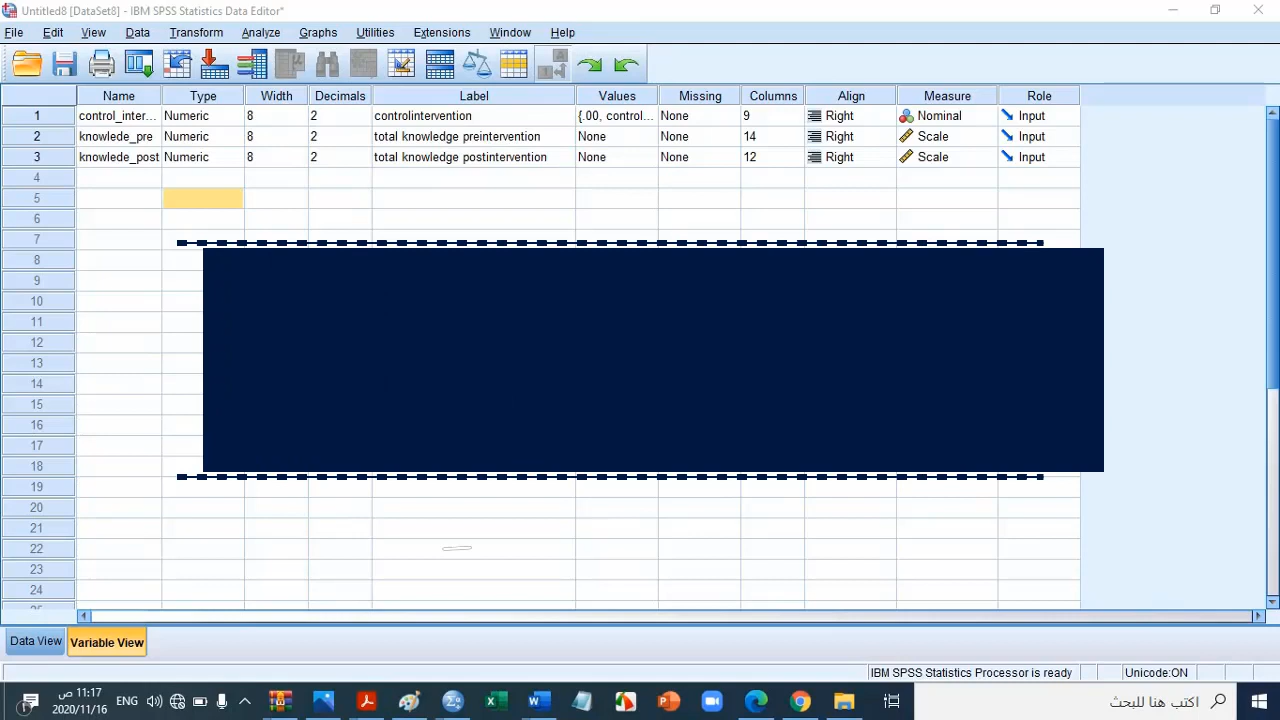 Untitled8 [DataSet8] - IBM SPSS Statistics Data Editor*
File Edit View Data Transform Analyze Graphs Utilities Extensions Window Help
Name Type Width Decimals Label Values Missing Columns Align Measure Role
1 control_inter... Numeric 8 2 controlintervention {.00, control... None 9 Right Nominal Input
2 knowlede_pre Numeric 8 2 total knowledge preintervention None None 14 Right Scale Input
3 knowlede_post Numeric 8 2 total knowledge postintervention None None 12 Right Scale Input
4
5
6
7
8
9
10
11
12
13
14
15
16
17
18
19
20
21
22
23
24
Data View Variable View
IBM SPSS Statistics Processor is ready Unicode:ON
11:17 ص
2020/11/16
ENG
اكتب هنا للبحث